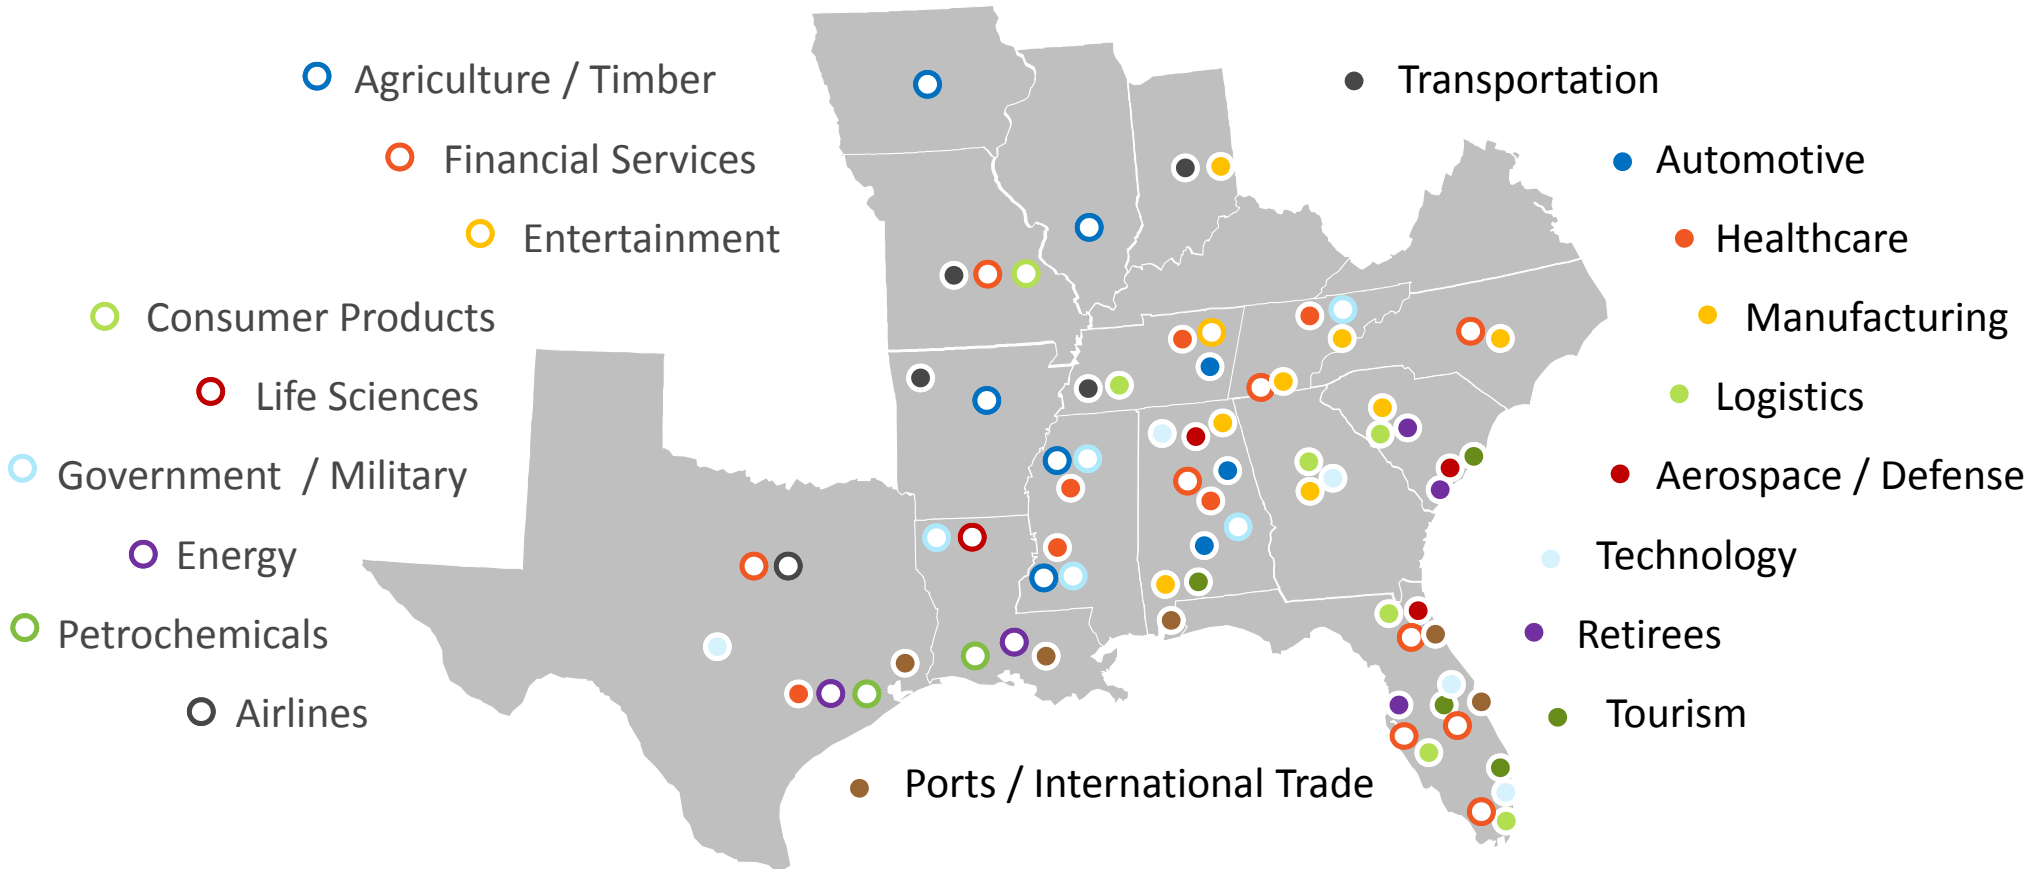 Agriculture / Timber
Financial Services
Entertainment
Consumer Products
Life Sciences
Government / Military
Energy
Petrochemicals
Airlines
Transportation
Automotive
Healthcare
Manufacturing
Logistics
Aerospace / Defense
Technology
Retirees
Tourism
Ports / International Trade